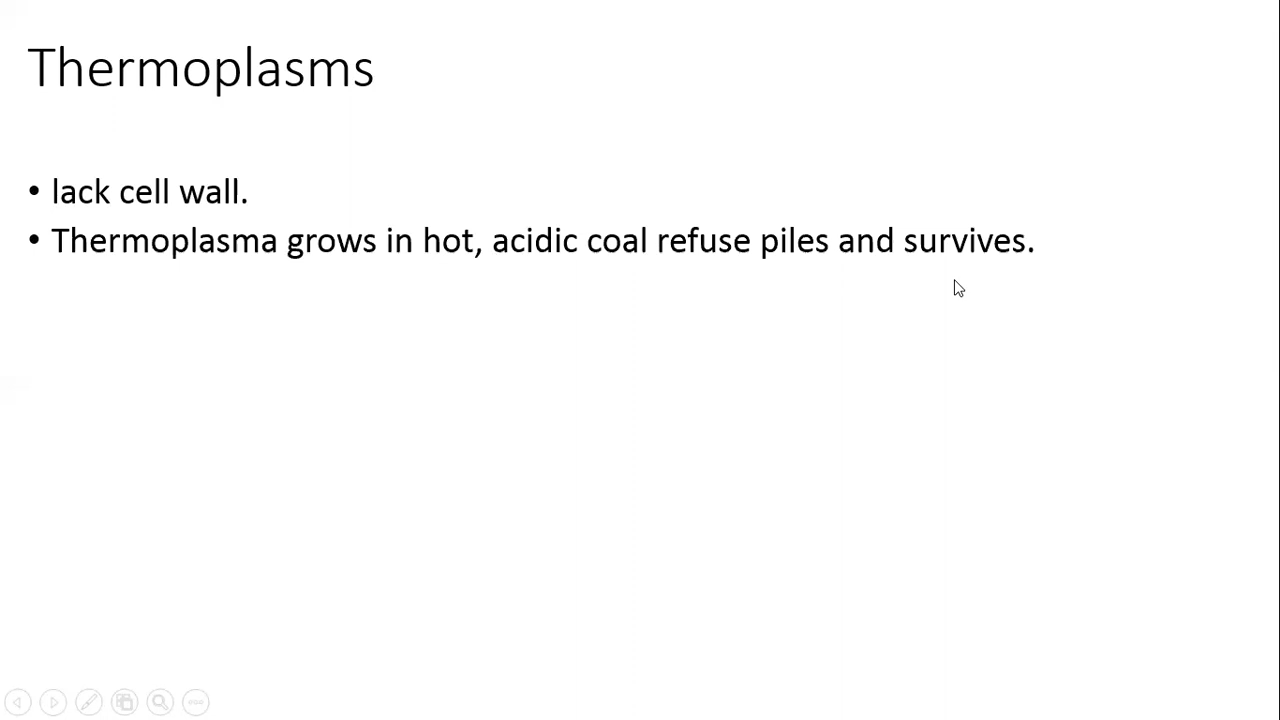 Thermoplasms
• lack cell wall.
• Thermoplasma grows in hot, acidic coal refuse piles and survives.